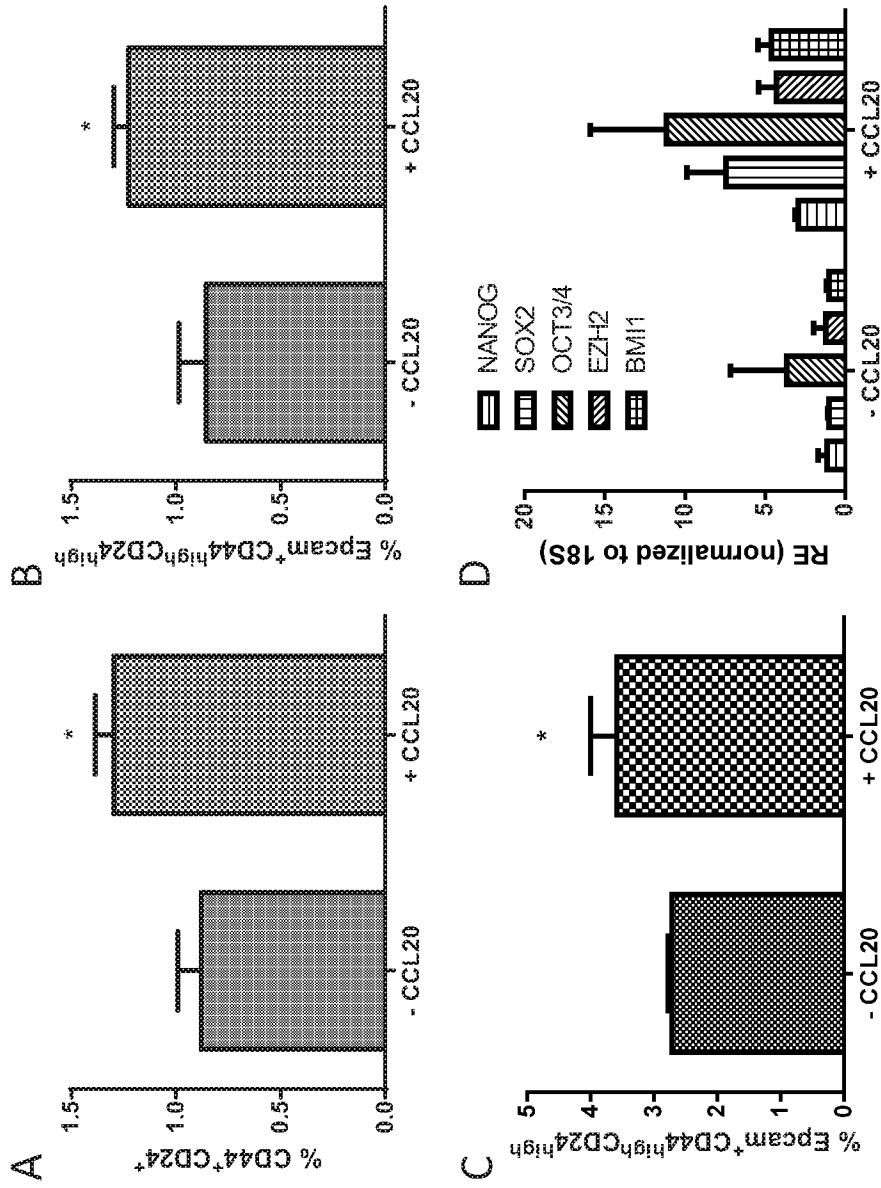 A
% CD44⁺CD24⁺
1.5
1.0
0.5
0.0
*
- CCL20
+ CCL20
B
% Epcam⁺CD44ʰⁱᵍʰCD24ʰⁱᵍʰ
1.5
1.0
0.5
0.0
*
- CCL20
+ CCL20
C
% Epcam⁺CD44ʰⁱᵍʰCD24ʰⁱᵍʰ
5
4
3
2
1
0
*
- CCL20
+ CCL20
D
RE (normalized to 18S)
20
15
10
5
0
NANOG
SOX2
OCT3/4
EZH2
BMI1
- CCL20
+ CCL20